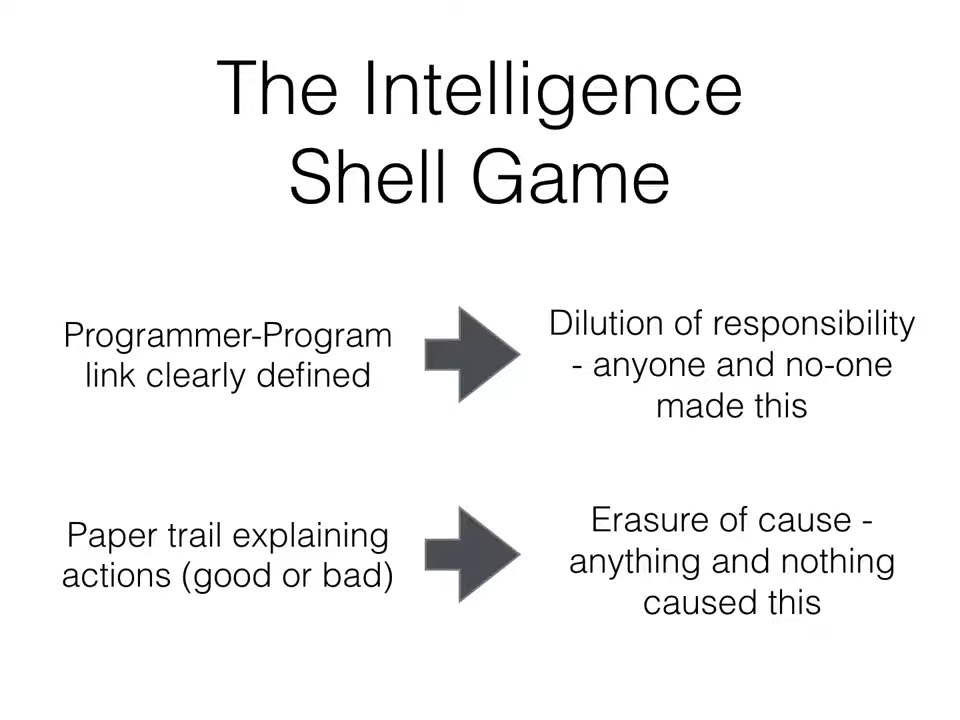 The Intelligence
Shell Game
Programmer-Program
link clearly defined
Dilution of responsibility
- anyone and no-one
made this
Paper trail explaining
actions (good or bad)
Erasure of cause -
anything and nothing
caused this